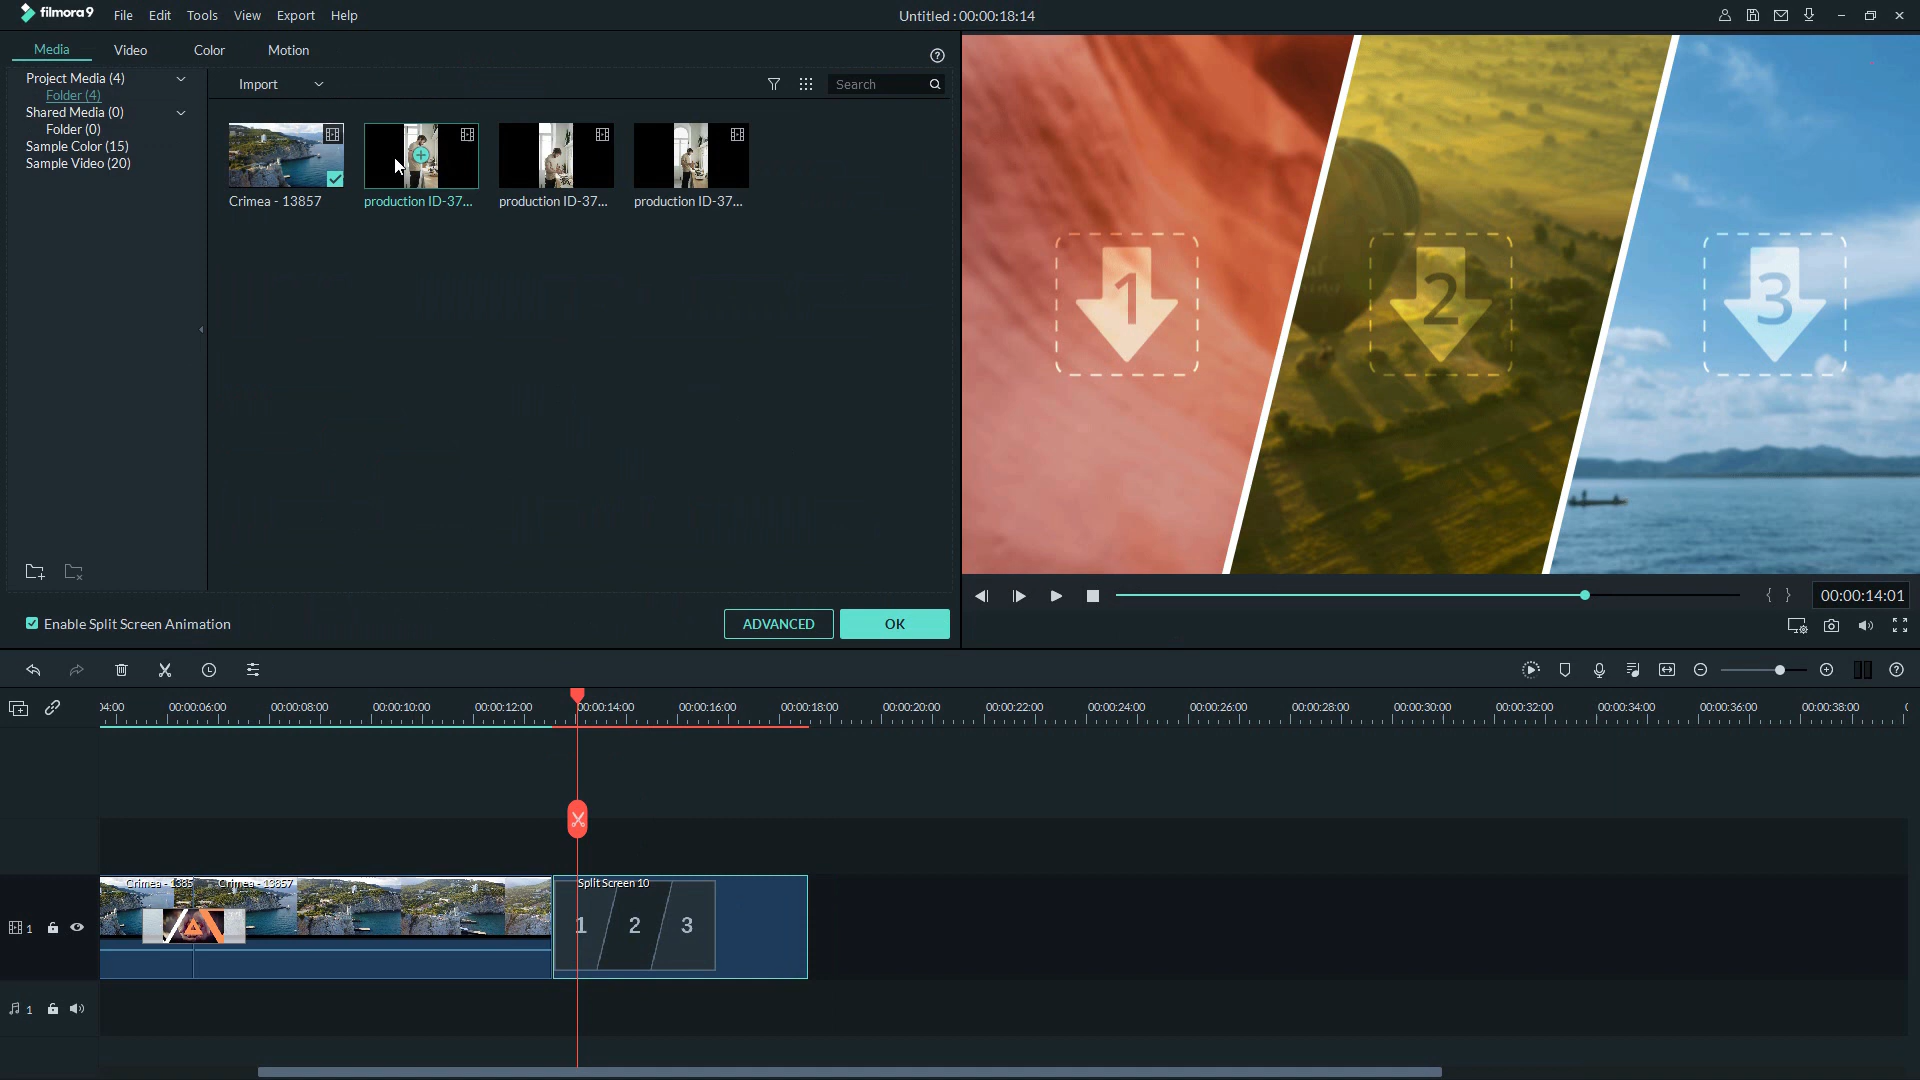 filmora9 File Edit Tools View Export Help Untitled : 00:00:18:14
Media Video Color Motion
Project Media (4)
Folder (4)
Shared Media (0)
Folder (0)
Sample Color (15)
Sample Video (20)
Import Search
Crimea - 13857 production ID-37... production ID-37... production ID-37...
1 2 3
Enable Split Screen Animation ADVANCED OK
00:00:14:01
00:00:06:00 00:00:08:00 00:00:10:00 00:00:12:00 00:00:14:00 00:00:16:00 00:00:18:00 00:00:20:00 00:00:22:00 00:00:24:00 00:00:26:00 00:00:28:00 00:00:30:00 00:00:32:00 00:00:34:00 00:00:36:00 00:00:38:00
Crimea - 1385 Crimea - 13857 Split Screen 10
1 2 3
1
1